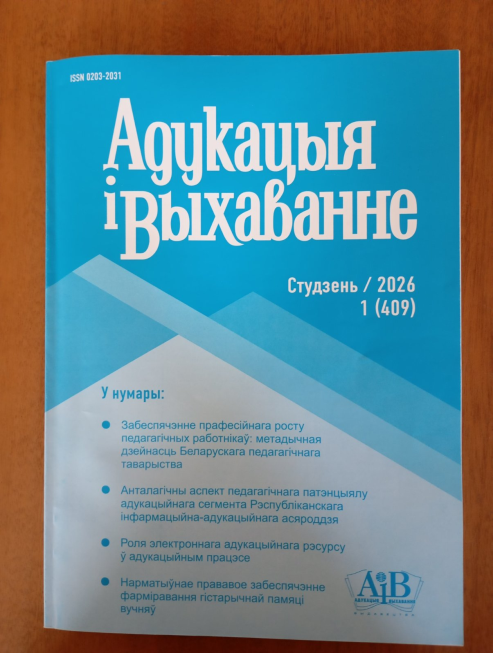 ISSN 0203-2031
Адукацыя
і Выхаванне
Студзень / 2026
1 (409)
У нумары:
Забеспячэнне прафесійнага росту
педагагічных работнікаў: метадычная
дзейнасць Беларускага педагагічнага
таварыства
Анталагічны аспект педагагічнага патэнцыялу
адукацыйнага сегмента Рэспубліканскага
інфармацыйна-адукацыйнага асяроддзя
Роля электроннага адукацыйнага рэсурсу
ў адукацыйным працэсе
Нарматыўнае прававое забеспячэнне
фарміравання гістарычнай памяці
вучняў
АіВ
АДУКАЦЫЯ ВЫХАВАННЕ